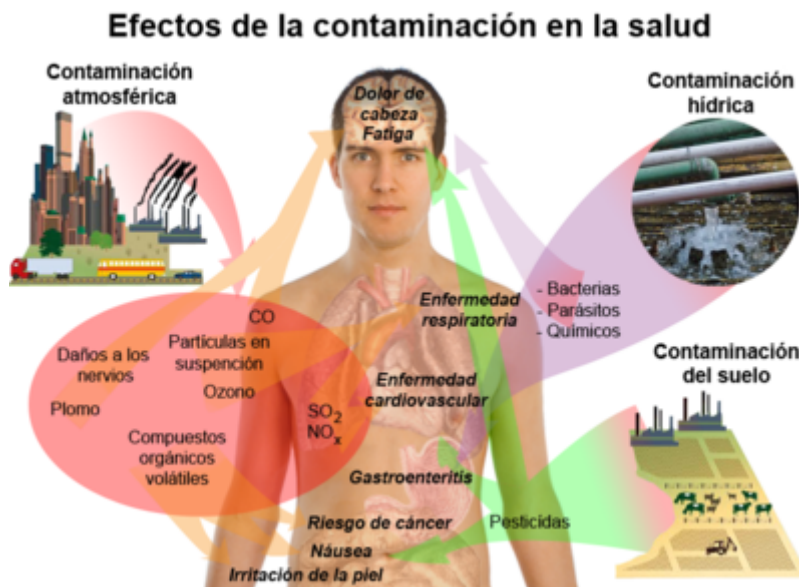 Efectos de la contaminación en la salud
Contaminación
atmosférica
Dolor de
cabeza
Fatiga
Contaminación
hídrica
- Bacterias
- Parásitos
- Químicos
CO
Partículas en
suspención
Daños a los
nervios
Ozono
Plomo
SO2
NOx
Compuestos
orgánicos
volátiles
Enfermedad
respiratoria
Enfermedad
cardiovascular
Gastroenteritis
Riesgo de cáncer
Náusea
Irritación de la piel
Contaminación
del suelo
Pesticidas